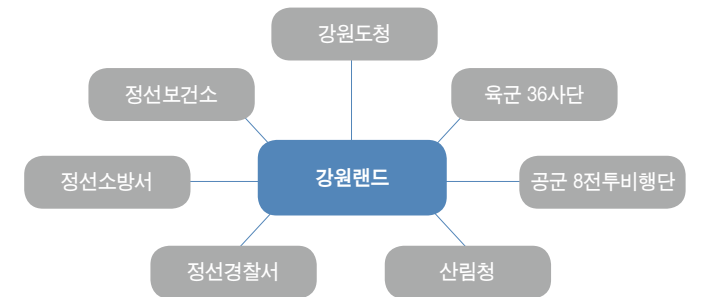 강원도청
정선보건소
육군 36사단
정선소방서
강원랜드
공군 8전투비행단
정선경찰서
산림청